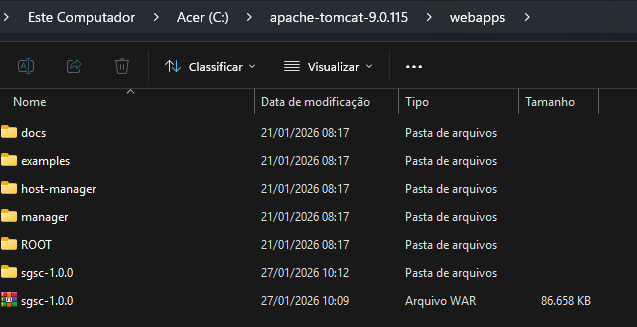 Este Computador > Acer (C:) > apache-tomcat-9.0.115 > webapps >
Classificar Visualizar ...
Nome Data de modificação Tipo Tamanho
docs 21/01/2026 08:17 Pasta de arquivos
examples 21/01/2026 08:17 Pasta de arquivos
host-manager 21/01/2026 08:17 Pasta de arquivos
manager 21/01/2026 08:17 Pasta de arquivos
ROOT 21/01/2026 08:17 Pasta de arquivos
sgsc-1.0.0 27/01/2026 10:12 Pasta de arquivos
sgsc-1.0.0 27/01/2026 10:09 Arquivo WAR 86.658 KB